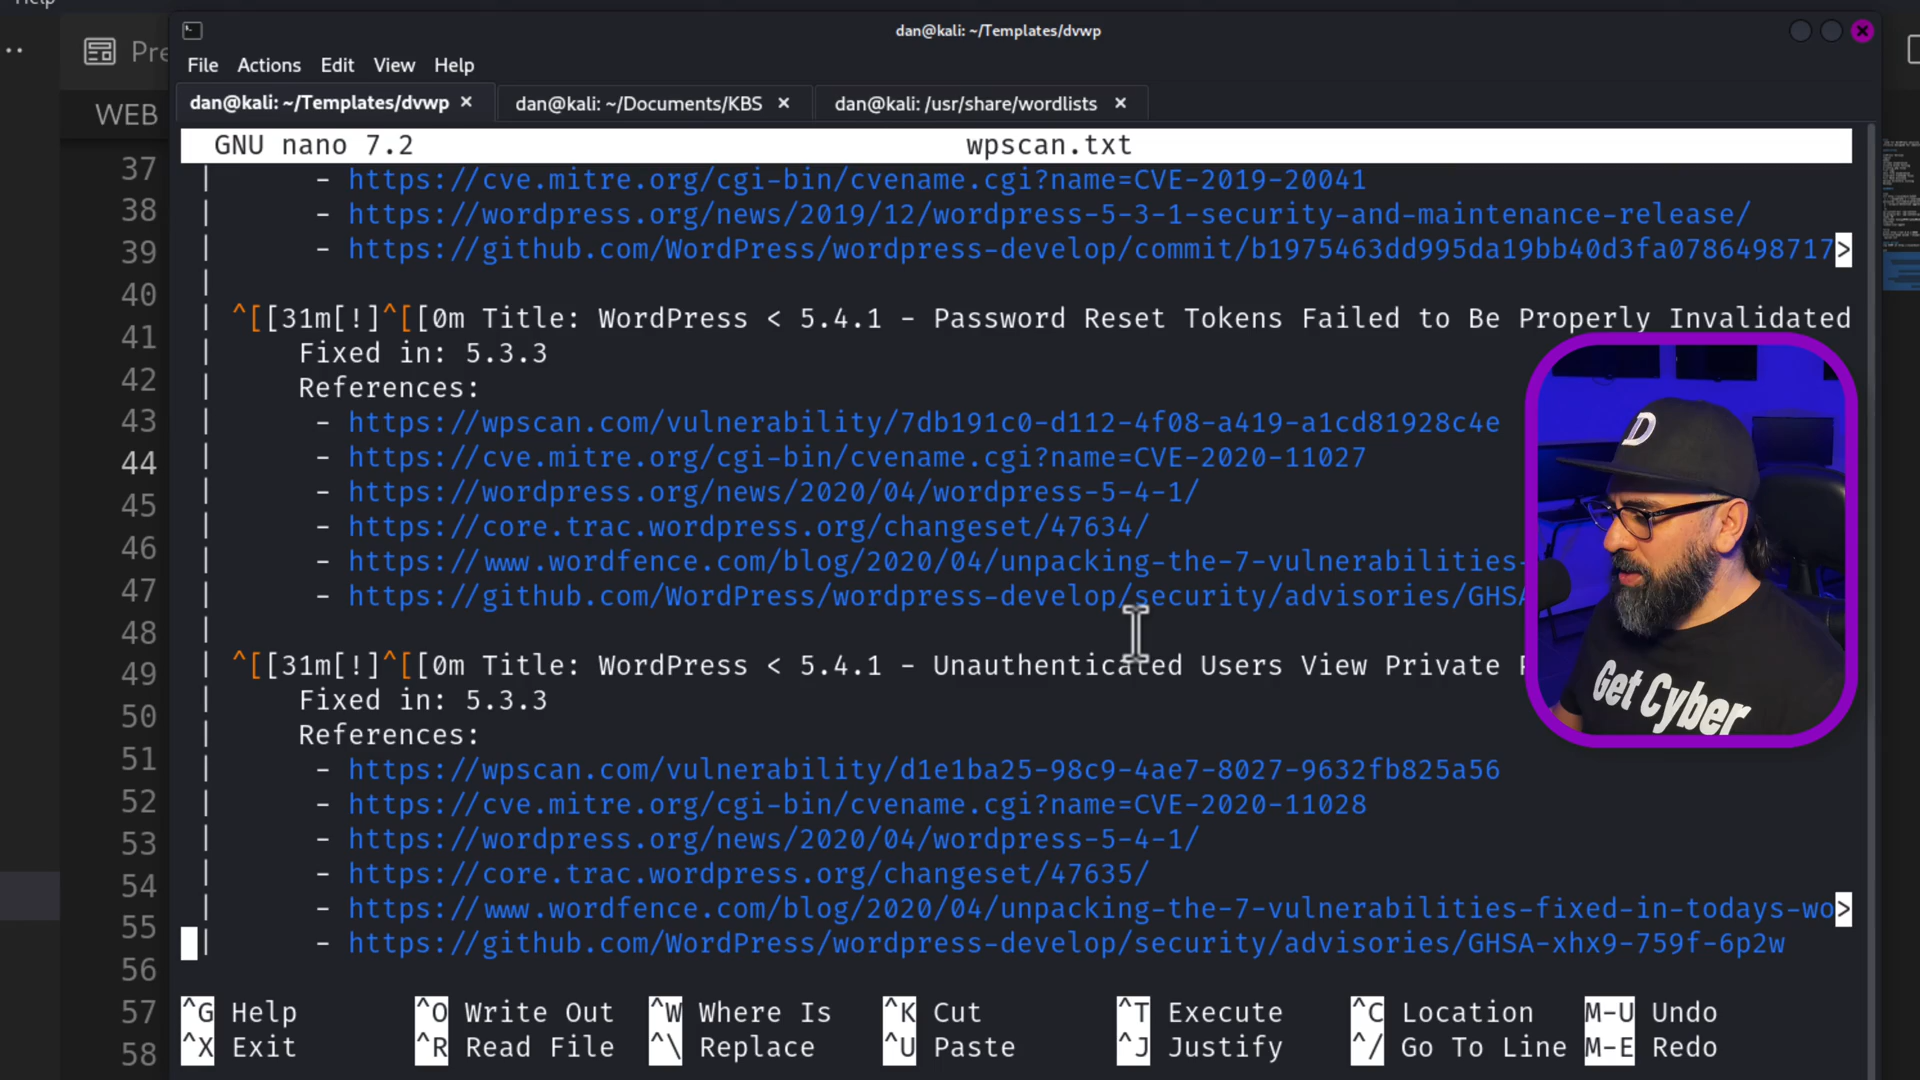 Help
dan@kali: ~/Templates/dvwp
Pre
File Actions Edit View Help
dan@kali: ~/Templates/dvwp × dan@kali: ~/Documents/KBS × dan@kali: /usr/share/wordlists ×
WEB
GNU nano 7.2 wpscan.txt
37
38
39
40
41
42
43
44
45
46
47
48
49
50
51
52
53
54
55
56
57
58
| - https://cve.mitre.org/cgi-bin/cvename.cgi?name=CVE-2019-20041
| - https://wordpress.org/news/2019/12/wordpress-5-3-1-security-and-maintenance-release/
| - https://github.com/WordPress/wordpress-develop/commit/b1975463dd995da19bb40d3fa0786498717>
|
| ^[[31m[!]^[[0m Title: WordPress < 5.4.1 - Password Reset Tokens Failed to Be Properly Invalidated
| Fixed in: 5.3.3
| References:
| - https://wpscan.com/vulnerability/7db191c0-d112-4f08-a419-a1cd81928c4e
| - https://cve.mitre.org/cgi-bin/cvename.cgi?name=CVE-2020-11027
| - https://wordpress.org/news/2020/04/wordpress-5-4-1/
| - https://core.trac.wordpress.org/changeset/47634/
| - https://www.wordfence.com/blog/2020/04/unpacking-the-7-vulnerabilities-
| - https://github.com/WordPress/wordpress-develop/security/advisories/GHSA
|
| ^[[31m[!]^[[0m Title: WordPress < 5.4.1 - Unauthenticated Users View Private
| Fixed in: 5.3.3
| References:
| - https://wpscan.com/vulnerability/d1e1ba25-98c9-4ae7-8027-9632fb825a56
| - https://cve.mitre.org/cgi-bin/cvename.cgi?name=CVE-2020-11028
| - https://wordpress.org/news/2020/04/wordpress-5-4-1/
| - https://core.trac.wordpress.org/changeset/47635/
| - https://www.wordfence.com/blog/2020/04/unpacking-the-7-vulnerabilities-fixed-in-todays-wo>
| - https://github.com/WordPress/wordpress-develop/security/advisories/GHSA-xhx9-759f-6p2w
D
Get Cyber
^G Help ^O Write Out ^W Where Is ^K Cut ^T Execute ^C Location M-U Undo
^X Exit ^R Read File ^\ Replace ^U Paste ^J Justify ^/ Go To Line M-E Redo